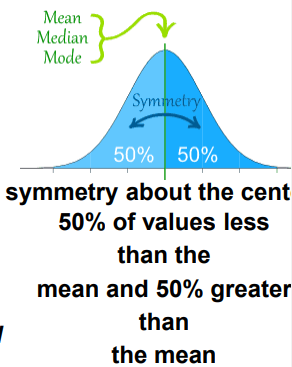 Mean
Median
Mode
Symmetry
50% 50%
symmetry about the cent
50% of values less
than the
mean and 50% greater
than
the mean